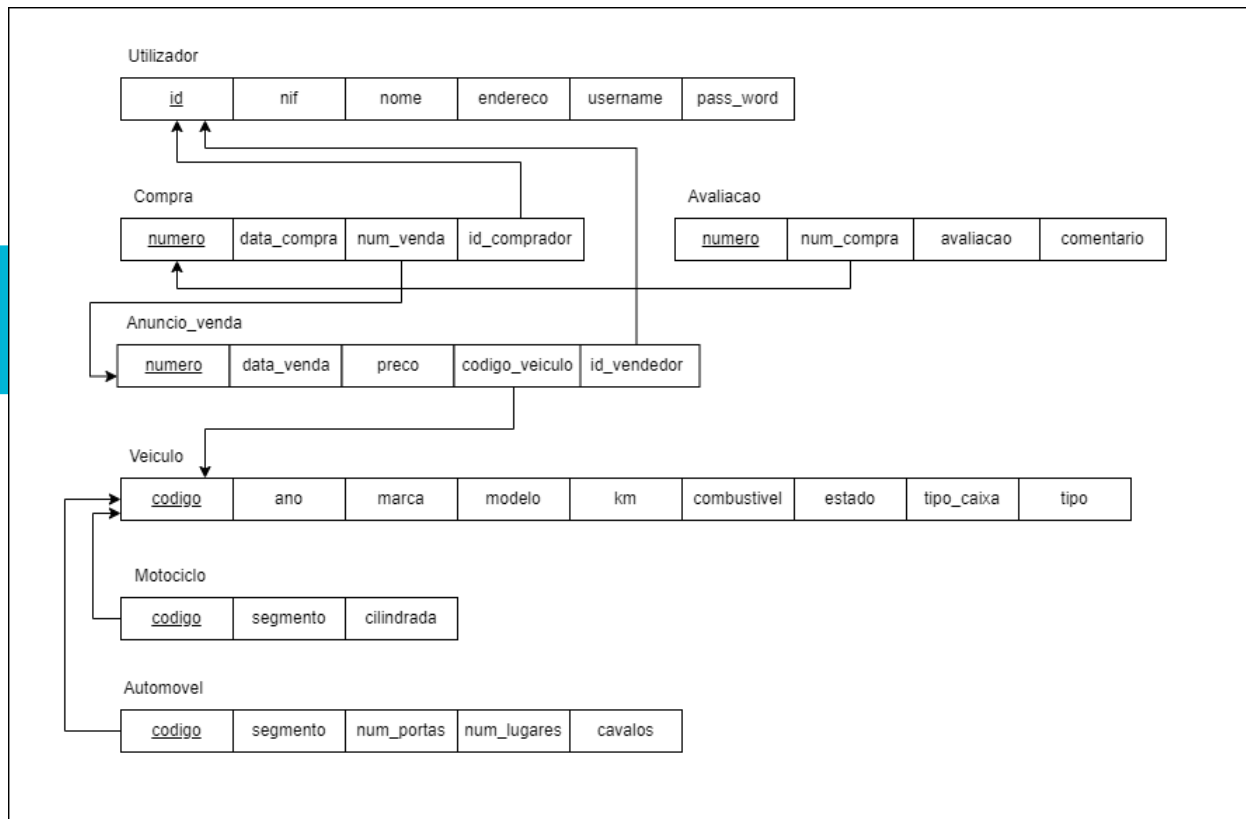 Utilizador
id nif nome endereco username pass_word
Compra
numero data_compra num_venda id_comprador
Avaliacao
numero num_compra avaliacao comentario
Anuncio_venda
numero data_venda preco codigo_veiculo id_vendedor
Veiculo
codigo ano marca modelo km combustivel estado tipo_caixa tipo
Motociclo
codigo segmento cilindrada
Automovel
codigo segmento num_portas num_lugares cavalos